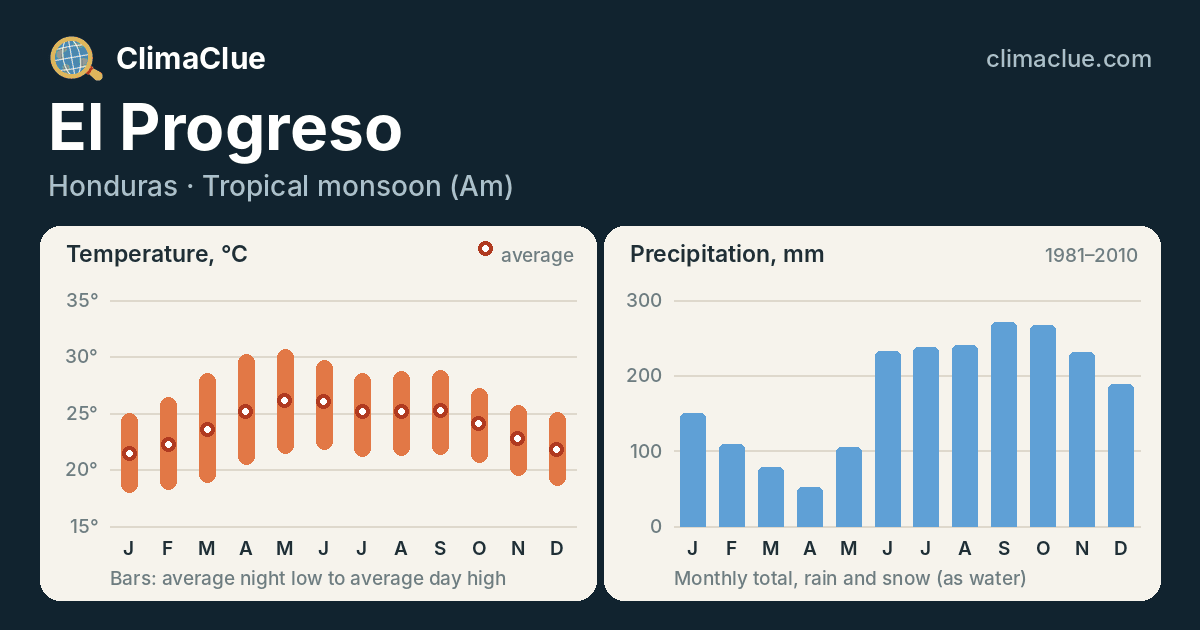 ClimaClue
climaclue.com
El Progreso
Honduras · Tropical monsoon (Am)
Temperature, °C
average
35°
30°
25°
20°
15°
J F M A M J J A S O N D
Bars: average night low to average day high
Precipitation, mm
1981–2010
300
200
100
0
J F M A M J J A S O N D
Monthly total, rain and snow (as water)